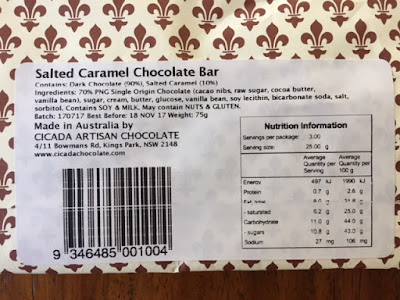 Salted Caramel Chocolate Bar
Contains: Dark Chocolate (90%), Salted Caramel (10%)
Ingredients: 70% PNG Single Origin Chocolate (cacao nibs, raw sugar, cocoa butter,
vanilla bean), sugar, cream, butter, glucose, vanilla bean, soy lecithin, bicarbonate soda, salt,
sorbitol. Contains SOY & MILK. May contain NUTS & GLUTEN.
Batch: 170717 Best Before: 18 NOV 17 Weight: 75g
Made in Australia by
CICADA ARTISAN CHOCOLATE
4/11 Bowmans Rd, Kings Park, NSW 2148
www.cicadachocolate.com
9 346485 001004
Nutrition Information
Servings per package: 3.00
Serving size: 25.00 g
Average Quantity per Serving Average Quantity per 100 g
Energy 497 kJ 1990 kJ
Protein 0.7 g 2.6 g
- saturated 6.2 g 25.0 g
Carbohydrate 11.0 g 44.0 g
- sugars 10.8 g 43.0 g
Sodium 27 mg 106 mg